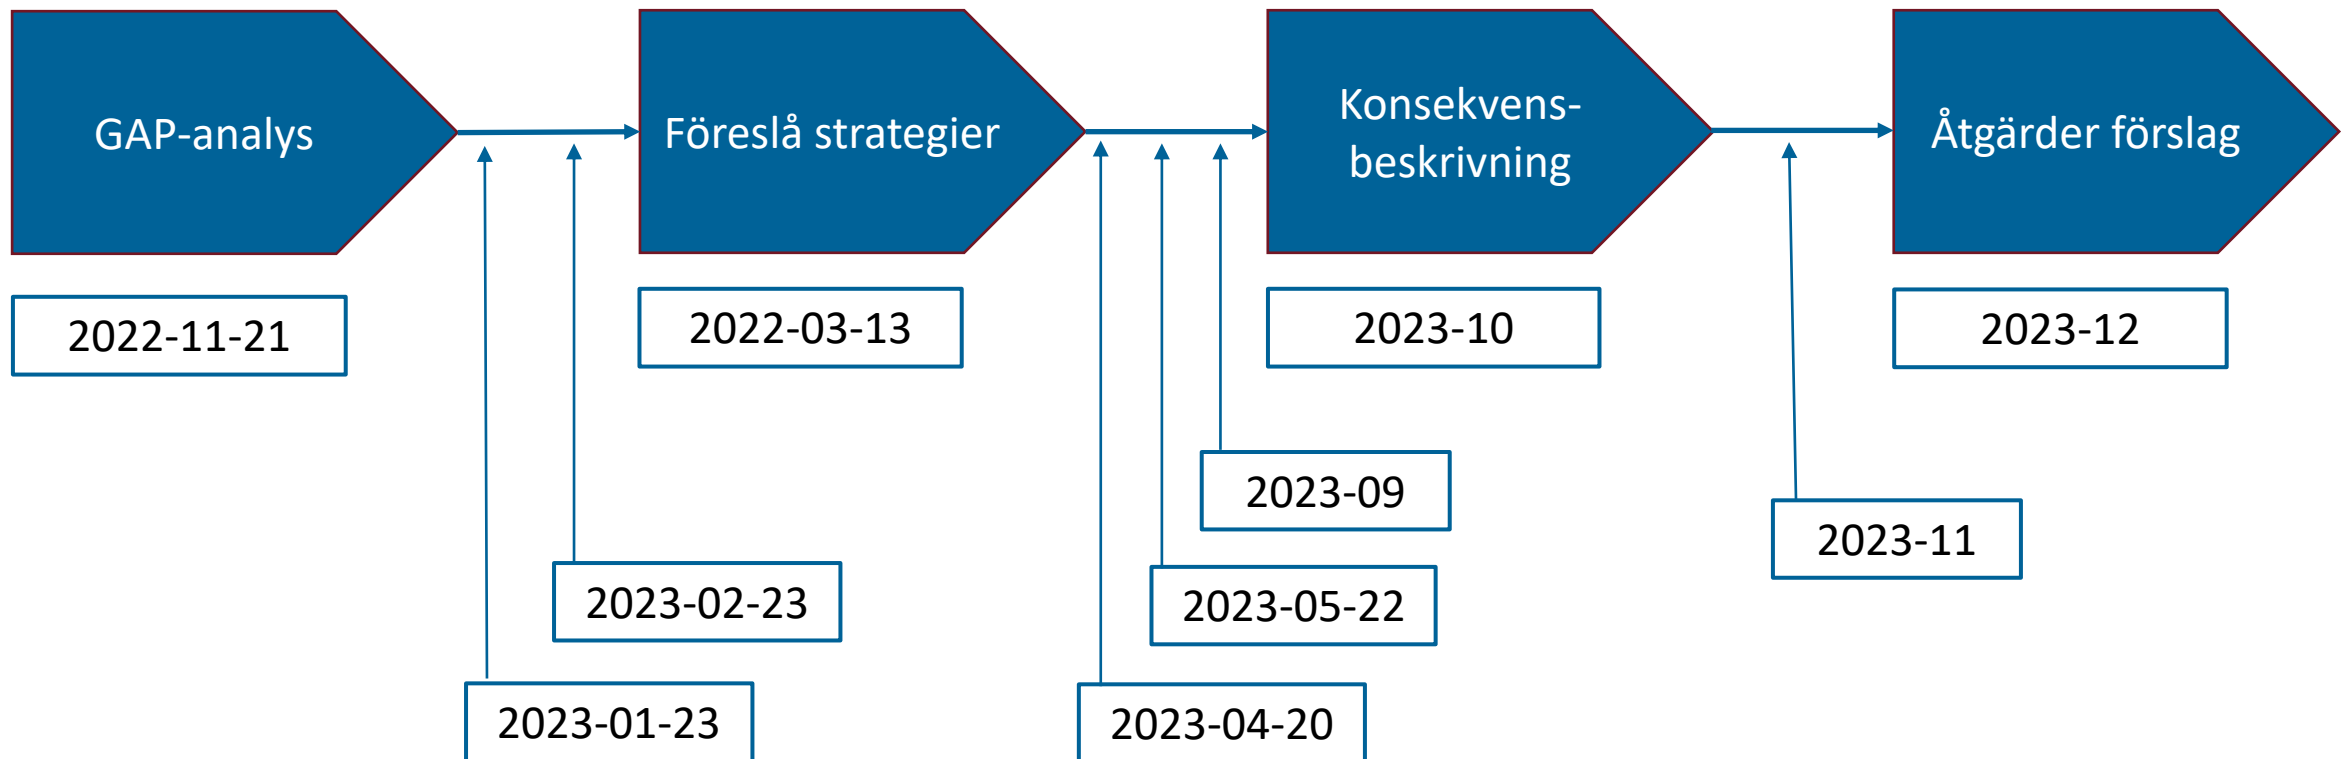 GAP-analys
Föreslå strategier
Konsekvens-
beskrivning
Åtgärder förslag
2022-11-21
2022-03-13
2023-10
2023-12
2023-09
2023-11
2023-02-23
2023-05-22
2023-01-23
2023-04-20